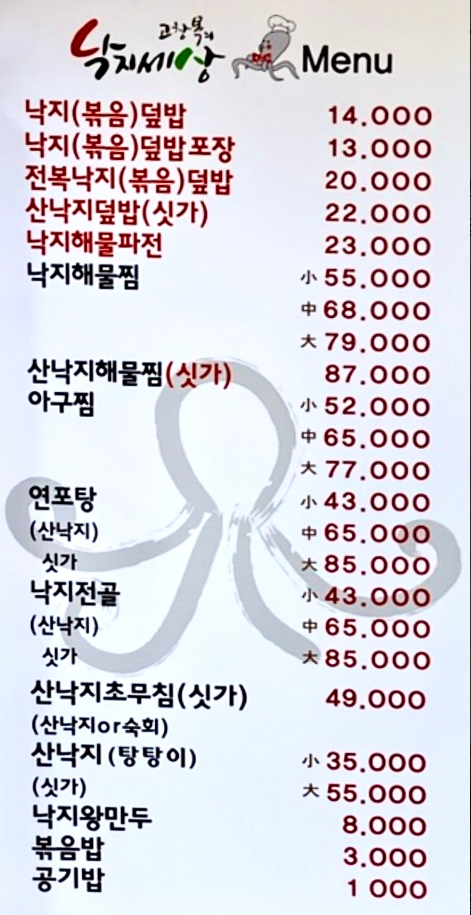 고창복의
낙지세상 Menu
낙지(볶음)덮밥 14.000
낙지(볶음)덮밥포장 13.000
전복낙지(볶음)덮밥 20.000
산낙지덮밥(싯가) 22.000
낙지해물파전 23.000
낙지해물찜 小 55.000
中 68.000
大 79.000
산낙지해물찜(싯가) 87.000
아구찜 小 52.000
中 65.000
大 77.000
연포탕 小 43.000
(산낙지) 中 65.000
싯가 大 85.000
낙지전골 小 43.000
(산낙지) 中 65.000
싯가 大 85.000
산낙지초무침(싯가) 49.000
(산낙지or숙회)
산낙지(탕탕이) 小 35.000
(싯가) 大 55.000
낙지왕만두 8.000
볶음밥 3.000
공기밥 1 000